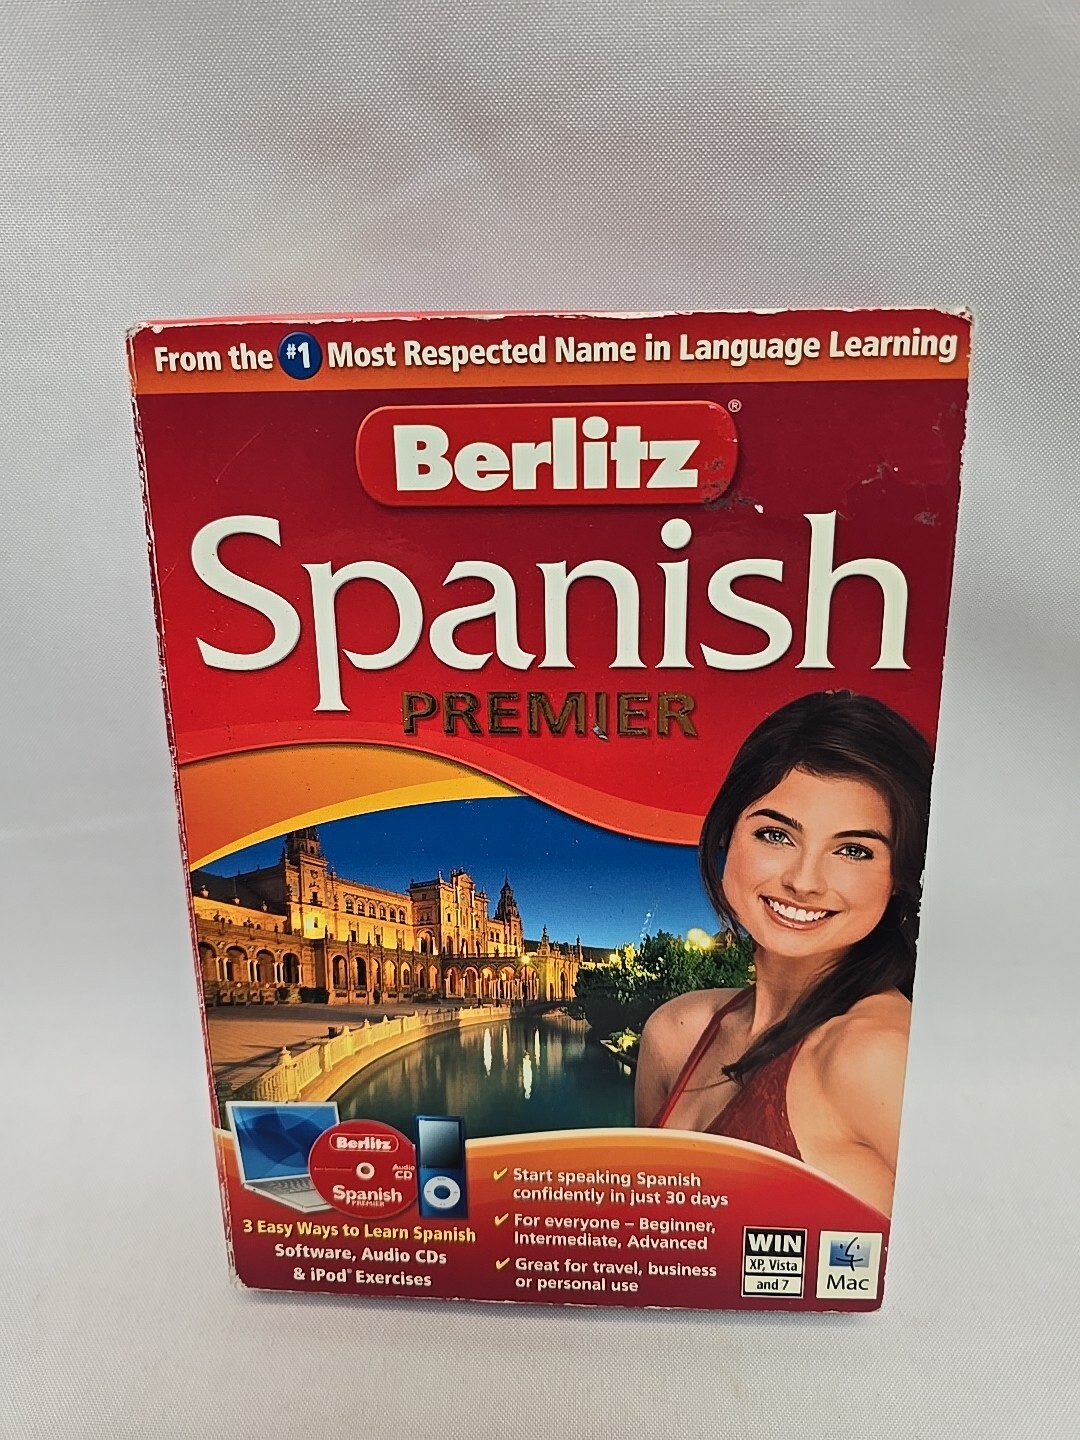 From the #1 Most Respected Name in Language Learning
Berlitz®
Spanish
PREMIER
Berlitz
Audio
CD
Spanish
PREMIER
3 Easy Ways to Learn Spanish
Software, Audio CDs
& iPod® Exercises
✓ Start speaking Spanish
confidently in just 30 days
✓ For everyone – Beginner,
Intermediate, Advanced
✓ Great for travel, business
or personal use
WIN
XP, Vista
and 7
Mac